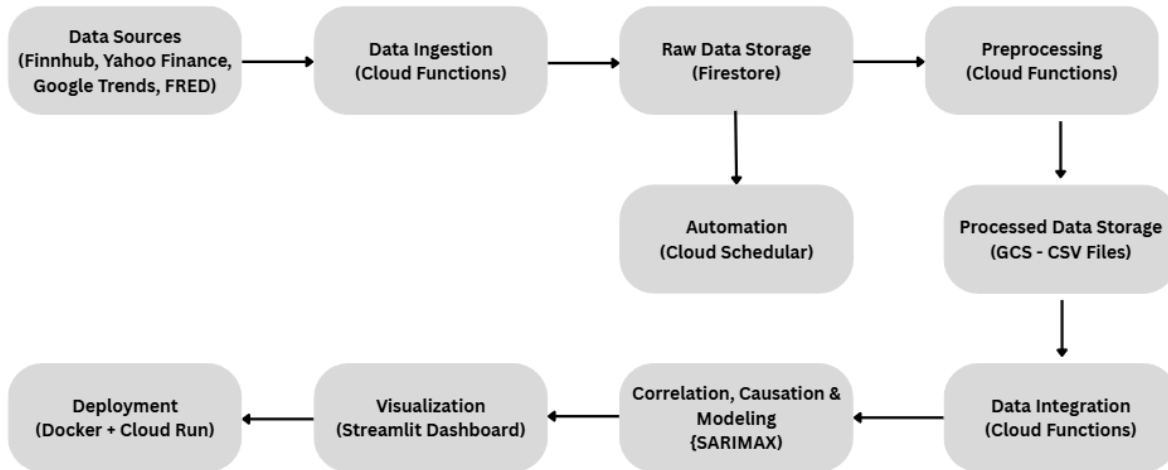 Data Sources
(Finnhub, Yahoo Finance,
Google Trends, FRED)
Data Ingestion
(Cloud Functions)
Raw Data Storage
(Firestore)
Preprocessing
(Cloud Functions)
Automation
(Cloud Schedular)
Processed Data Storage
(GCS - CSV Files)
Deployment
(Docker + Cloud Run)
Visualization
(Streamlit Dashboard)
Correlation, Causation &
Modeling
{SARIMAX)
Data Integration
(Cloud Functions)